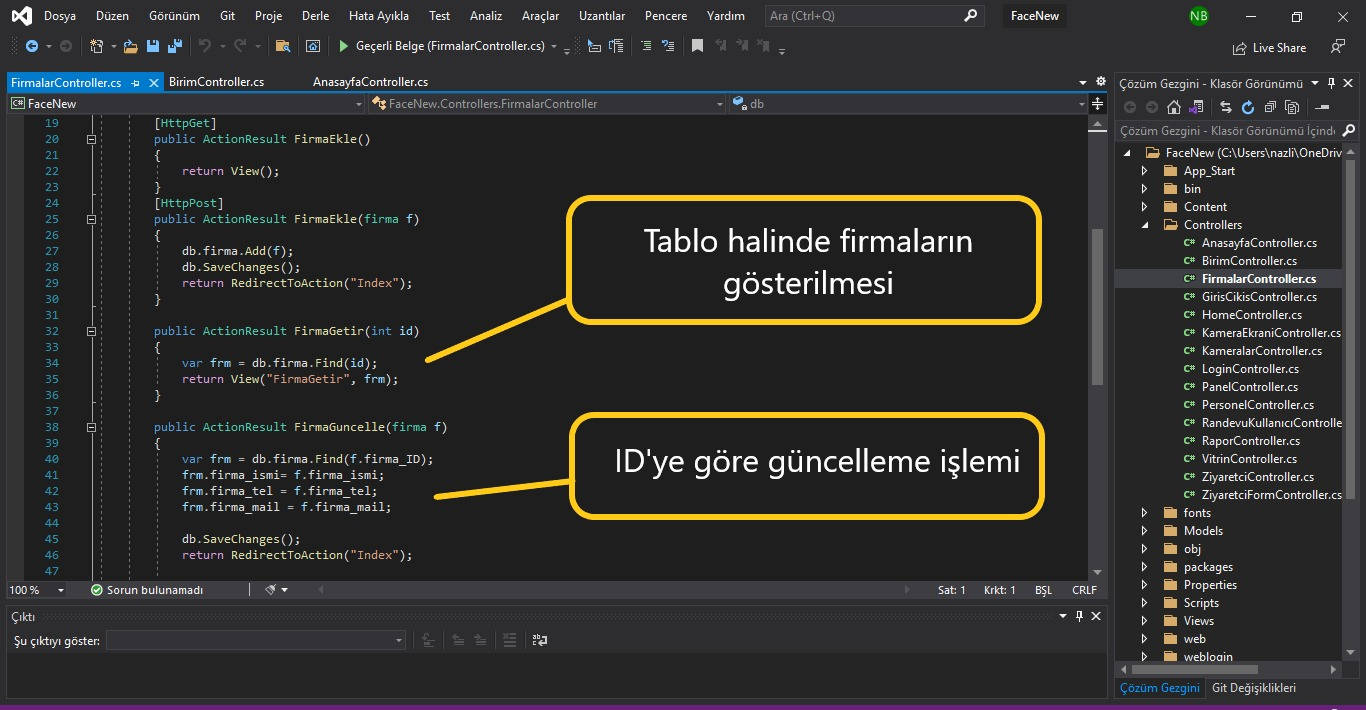 Dosya Düzen Görünüm Git Proje Derle Hata Ayıkla Test Analiz Araçlar Uzantılar Pencere Yardım Ara (Ctrl+Q) FaceNew NB
Geçerli Belge (FirmalarController.cs) Live Share
FirmalarController.cs BirimController.cs AnasayfaController.cs
C# FaceNew FaceNew.Controllers.FirmalarController db
19 [HttpGet]
20 public ActionResult FirmaEkle()
21 {
22 return View();
23 }
24 [HttpPost]
25 public ActionResult FirmaEkle(firma f)
26 {
27 db.firma.Add(f);
28 db.SaveChanges();
29 return RedirectToAction("Index");
30 }
31
32 public ActionResult FirmaGetir(int id)
33 {
34 var frm = db.firma.Find(id);
35 return View("FirmaGetir", frm);
36 }
37
38 public ActionResult FirmaGuncelle(firma f)
39 {
40 var frm = db.firma.Find(f.firma_ID);
41 frm.firma_ismi= f.firma_ismi;
42 frm.firma_tel = f.firma_tel;
43 frm.firma_mail = f.firma_mail;
44
45 db.SaveChanges();
46 return RedirectToAction("Index");
47
Tablo halinde firmaların
gösterilmesi
ID'ye göre güncelleme işlemi
100 % Sorun bulunamadı Sat: 1 Krkt: 1 BŞL CRLF
Çıktı
Şu çıktıyı göster:
Çözüm Gezgini - Klasör Görünümü
Çözüm Gezgini - Klasör Görünümü İçinde
FaceNew (C:\Users\nazli\OneDriv
App_Start
bin
Content
Controllers
C# AnasayfaController.cs
C# BirimController.cs
C# FirmalarController.cs
C# GirisCikisController.cs
C# HomeController.cs
C# KameraEkraniController.cs
C# KameralarController.cs
C# LoginController.cs
C# PanelController.cs
C# PersonelController.cs
C# RandevuKullanıcıControlle
C# RaporController.cs
C# VitrinController.cs
C# ZiyaretciController.cs
C# ZiyaretciFormController.cs
fonts
Models
obj
packages
Properties
Scripts
Views
web
weblogin
Çözüm Gezgini Git Değişiklikleri